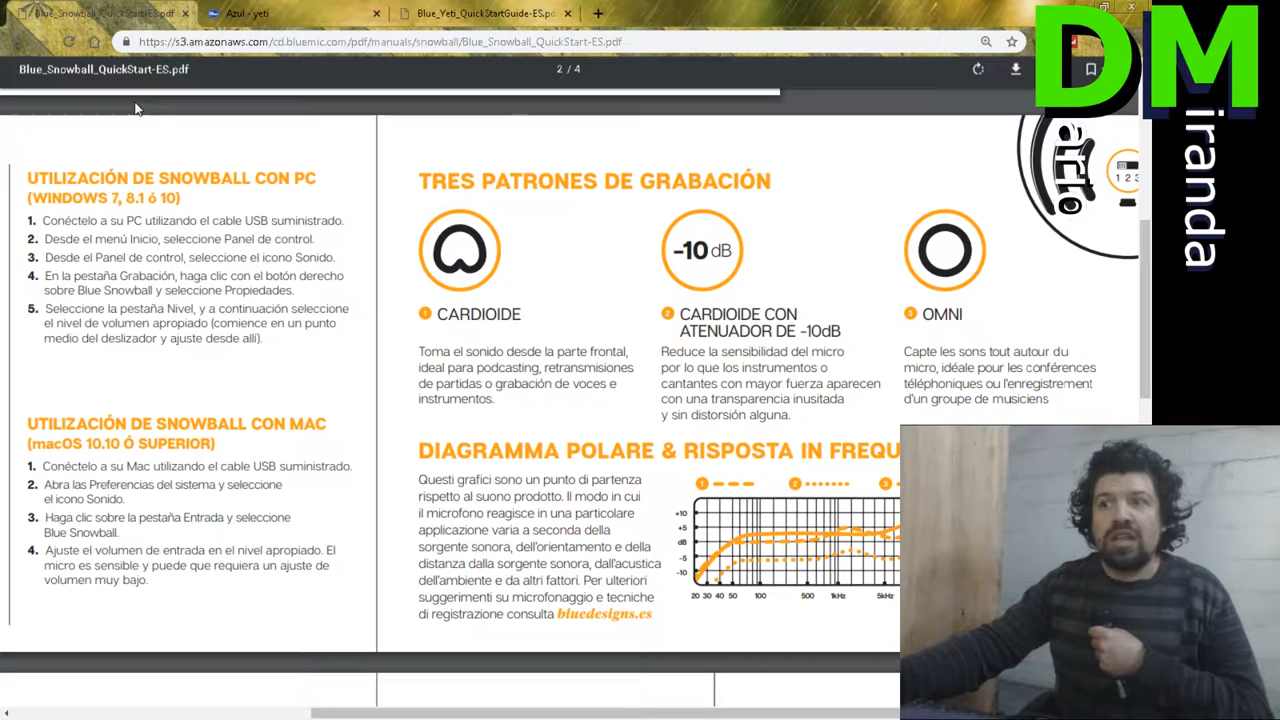 Blue_Snowball_QuickStart-ES.pdf
Azul - yeti
Blue_Yeti_QuickStartGuide-ES.pd
https://s3.amazonaws.com/cd.bluemic.com/pdf/manuals/snowball/Blue_Snowball_QuickStart-ES.pdf
Blue_Snowball_QuickStart-ES.pdf
2 / 4
DM
ario
iranda
1 2 3
UTILIZACIÓN DE SNOWBALL CON PC
(WINDOWS 7, 8.1 ó 10)
1. Conéctelo a su PC utilizando el cable USB suministrado.
2. Desde el menú Inicio, seleccione Panel de control.
3. Desde el Panel de control, seleccione el icono Sonido.
4. En la pestaña Grabación, haga clic con el botón derecho
sobre Blue Snowball y seleccione Propiedades.
5. Seleccione la pestaña Nivel, y a continuación seleccione
el nivel de volumen apropiado (comience en un punto
medio del deslizador y ajuste desde allí).
UTILIZACIÓN DE SNOWBALL CON MAC
(macOS 10.10 Ó SUPERIOR)
1. Conéctelo a su Mac utilizando el cable USB suministrado.
2. Abra las Preferencias del sistema y seleccione
el icono Sonido.
3. Haga clic sobre la pestaña Entrada y seleccione
Blue Snowball.
4. Ajuste el volumen de entrada en el nivel apropiado. El
micro es sensible y puede que requiera un ajuste de
volumen muy bajo.
TRES PATRONES DE GRABACIÓN
-10 dB
1 CARDIOIDE
Toma el sonido desde la parte frontal,
ideal para podcasting, retransmisiones
de partidas o grabación de voces e
instrumentos.
2 CARDIOIDE CON
ATENUADOR DE -10dB
Reduce la sensibilidad del micro
por lo que los instrumentos o
cantantes con mayor fuerza aparecen
con una transparencia inusitada
y sin distorsión alguna.
3 OMNI
Capte les sons tout autour du
micro, idéale pour les conférences
téléphoniques ou l'enregistrement
d'un groupe de musiciens
DIAGRAMMA POLARE & RISPOSTA IN FREQU
Questi grafici sono un punto di partenza
rispetto al suono prodotto. Il modo in cui
il microfono reagisce in una particolare
applicazione varia a seconda della
sorgente sonora, dell'orientamento e della
distanza dalla sorgente sonora, dall'acustica
dell'ambiente e da altri fattori. Per ulteriori
suggerimenti su microfonaggio e tecniche
di registrazione consulta bluedesigns.es
1 2 3
+10
+5
dB
-5
-10
20 30 40 50 100 500 1kHz 5kHz